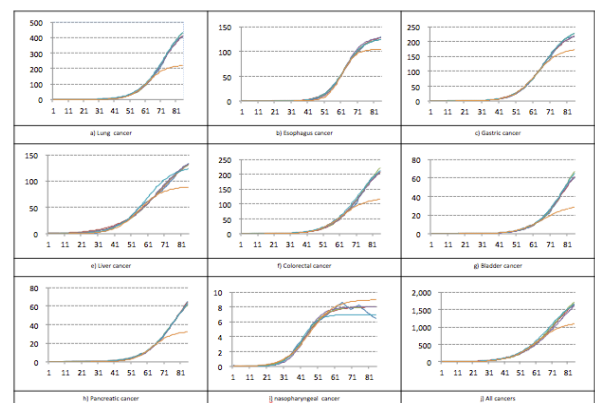 500
400
300
200
100
0
1 11 21 31 41 51 61 71 81
a) Lung cancer
150
100
50
0
1 11 21 31 41 51 61 71 81
b) Esophagus cancer
250
200
150
100
50
0
1 11 21 31 41 51 61 71 81
c) Gastric cancer
150
100
50
0
1 11 21 31 41 51 61 71 81
e) Liver cancer
250
200
150
100
50
0
1 11 21 31 41 51 61 71 81
f) Colorectal cancer
80
60
40
20
0
1 11 21 31 41 51 61 71 81
g) Bladder cancer
80
60
40
20
0
1 11 21 31 41 51 61 71 81
h) Pancreatic cancer
10
8
6
4
2
0
1 11 21 31 41 51 61 71 81
i) nasopharyngeal cancer
2,000
1,500
1,000
500
0
1 11 21 31 41 51 61 71 81
j) All cancers